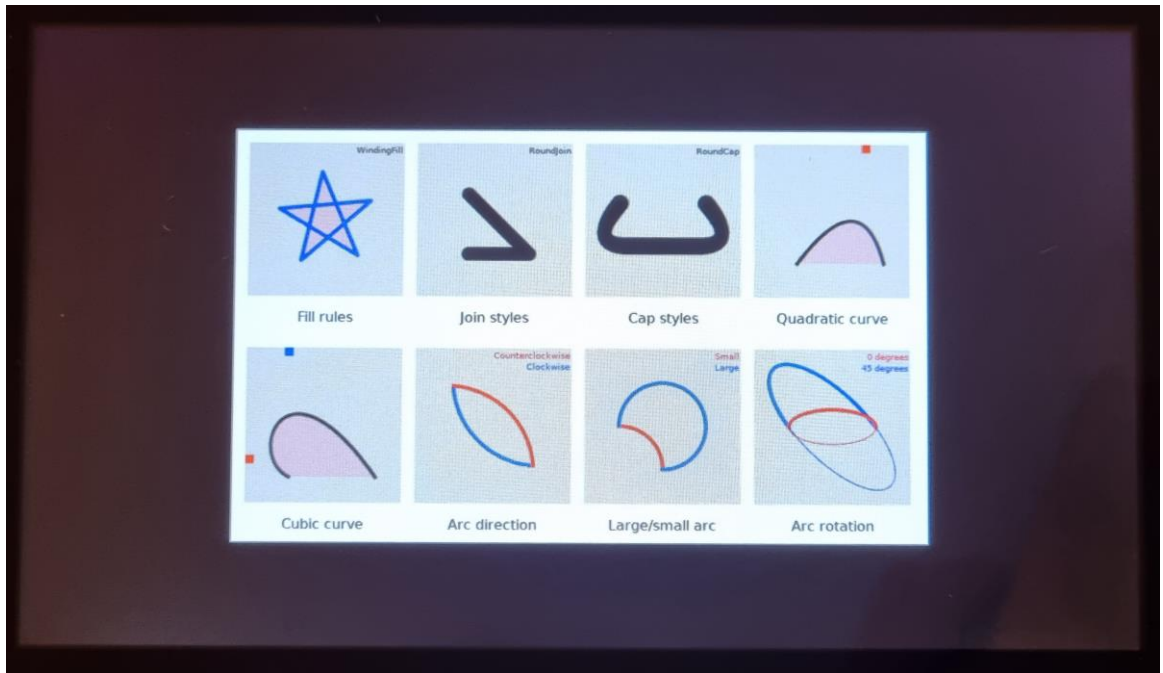 WindingFill
RoundJoin
RoundCap
Fill rules
Join styles
Cap styles
Quadratic curve
Counterclockwise
Clockwise
Small
Large
0 degrees
45 degrees
Cubic curve
Arc direction
Large/small arc
Arc rotation